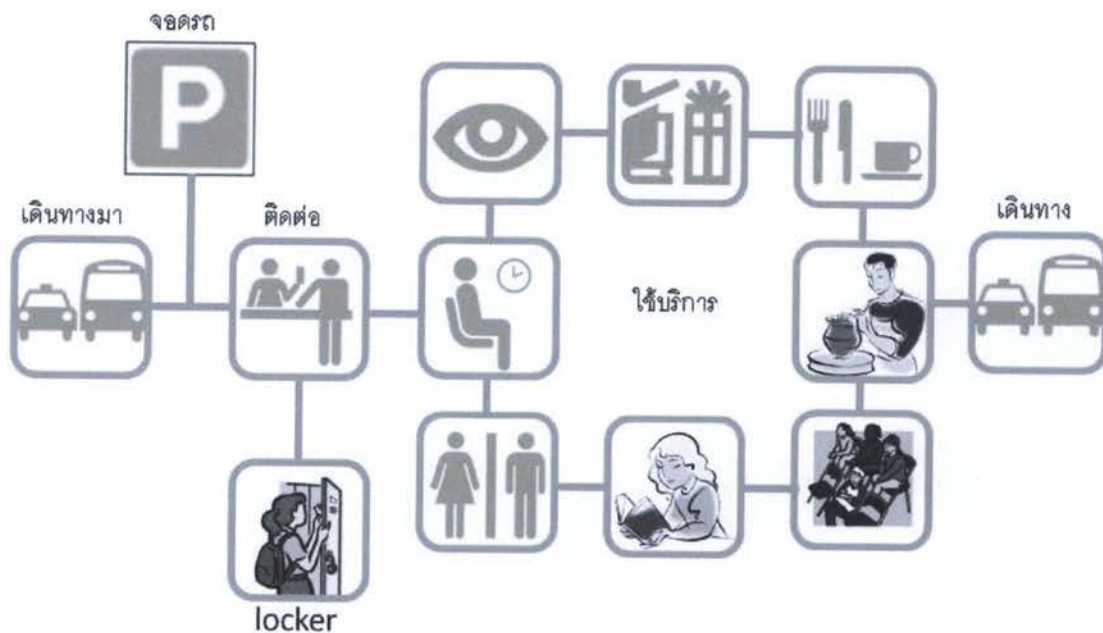 จอดรถ
P
เดินทางมา
ติดต่อ
ใช้บริการ
เดินทาง
locker